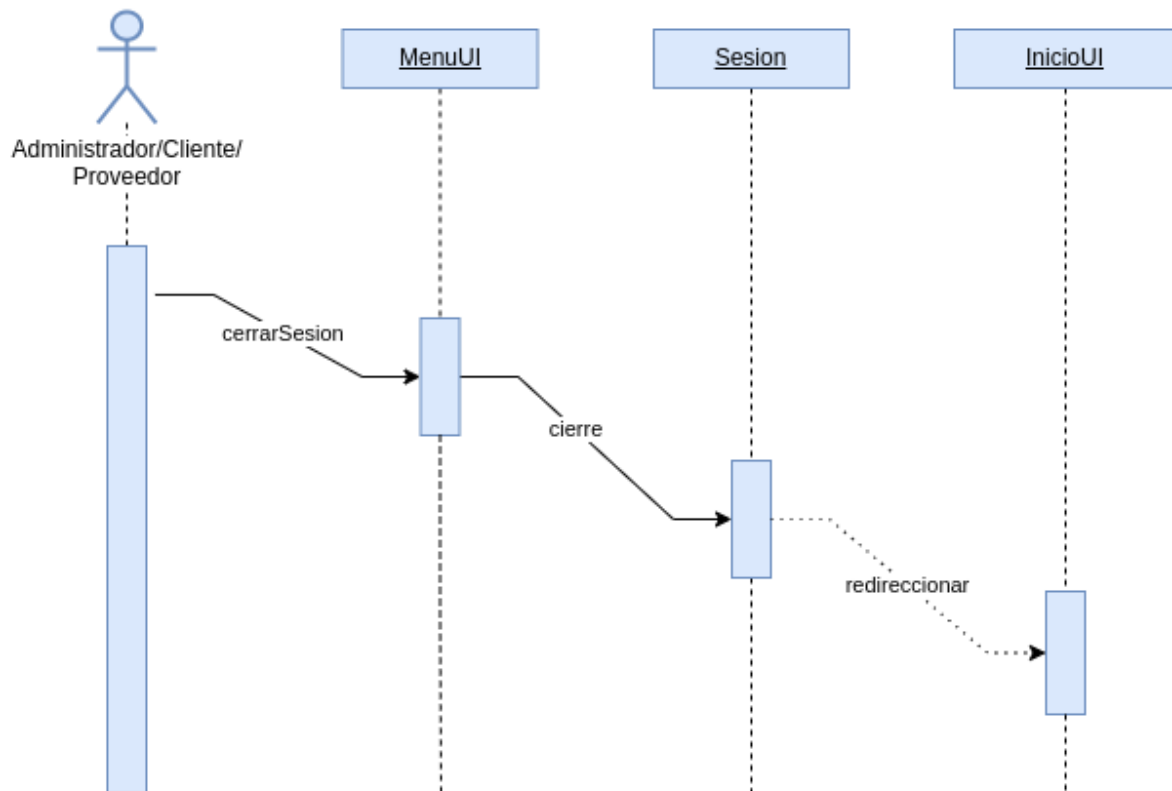 MenuUI
Sesion
InicioUI
Administrador/Cliente/
Proveedor
cerrarSesion
cierre
redireccionar